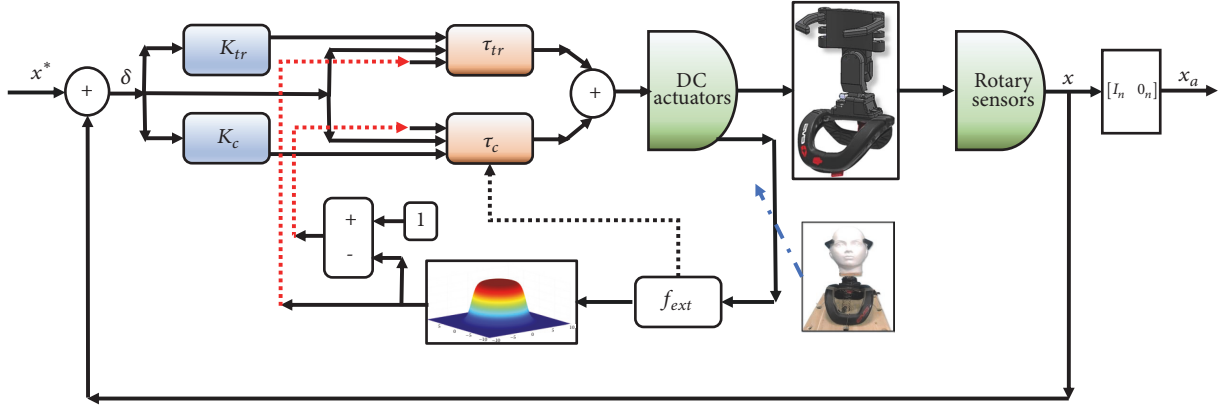 x*
+
δ
K_tr
K_c
τ_tr
τ_c
+
DC
actuators
Rotary
sensors
x
[I_n 0_n]
x_a
+
-
1
f_ext